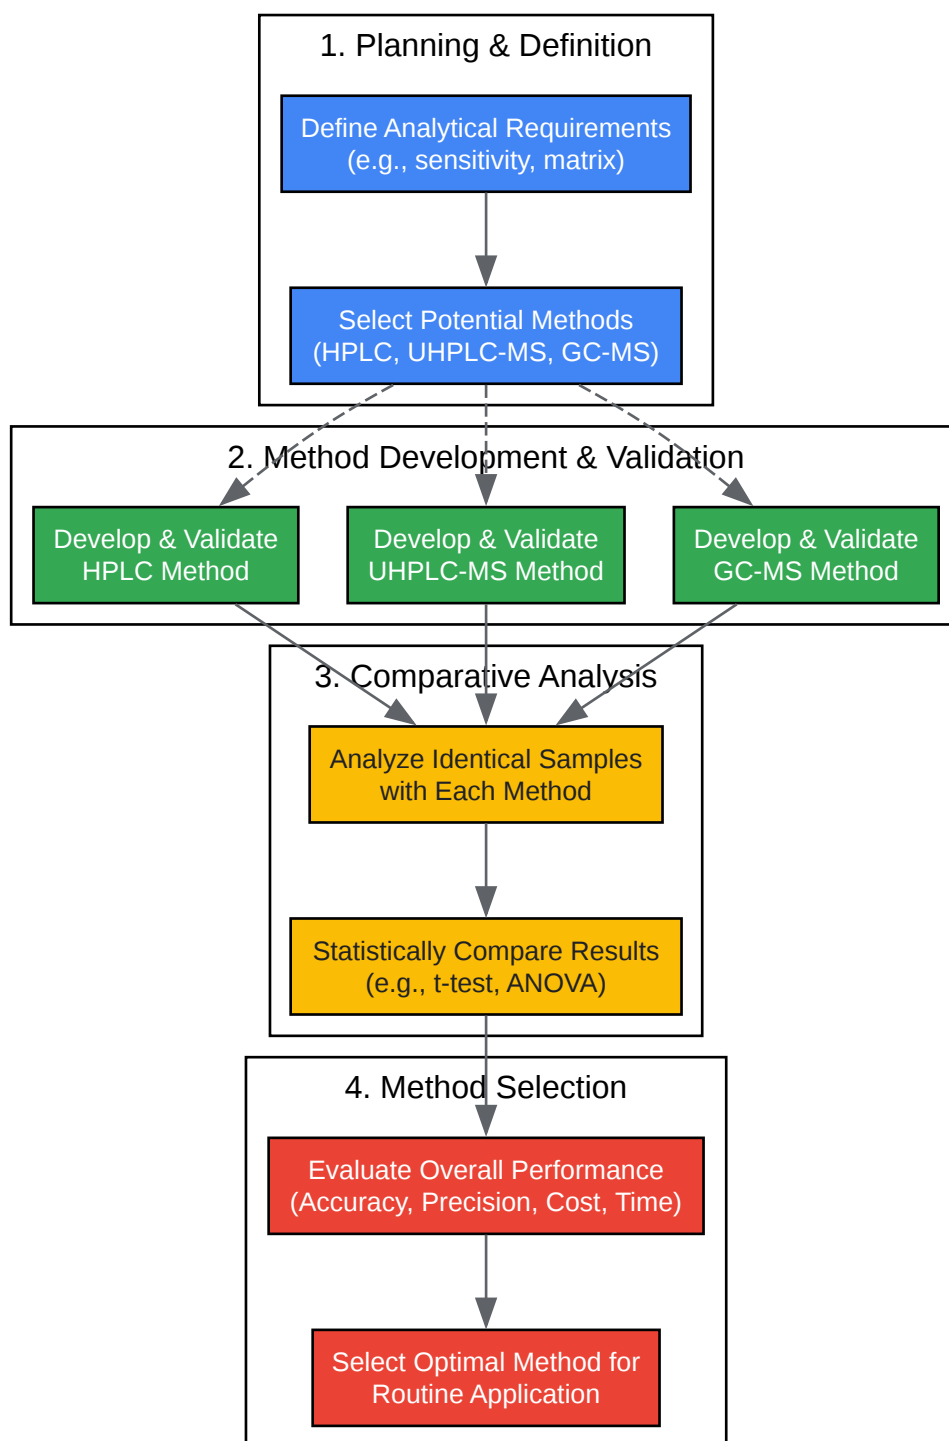 1. Planning & Definition
Define Analytical Requirements
(e.g., sensitivity, matrix)
Select Potential Methods
(HPLC, UHPLC-MS, GC-MS)
2. Method Development & Validation
Develop & Validate
HPLC Method
Develop & Validate
UHPLC-MS Method
Develop & Validate
GC-MS Method
3. Comparative Analysis
Analyze Identical Samples
with Each Method
Statistically Compare Results
(e.g., t-test, ANOVA)
4. Method Selection
Evaluate Overall Performance
(Accuracy, Precision, Cost, Time)
Select Optimal Method for
Routine Application